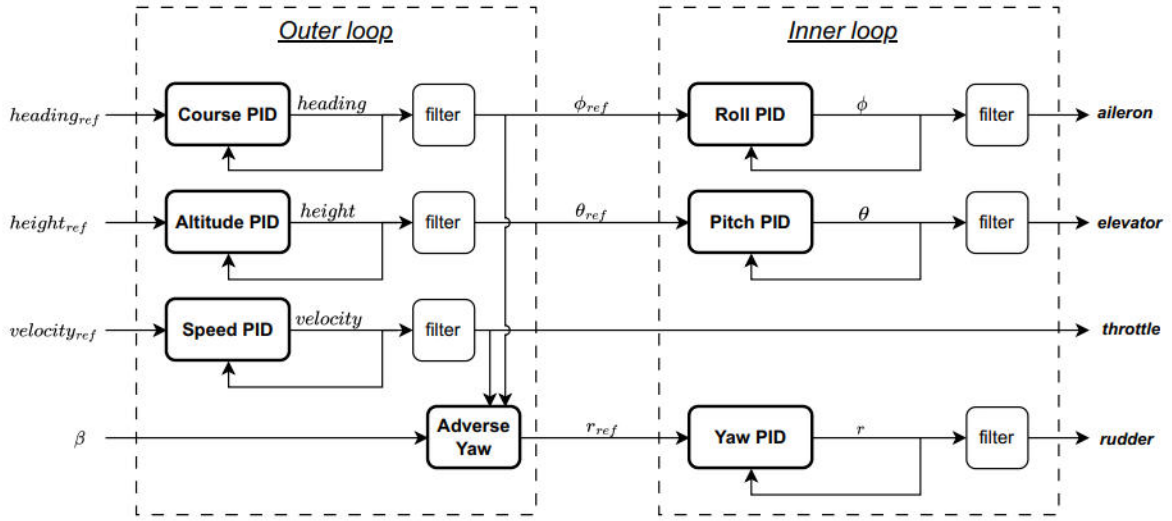 Outer loop
Inner loop
heading_ref
Course PID
heading
filter
ϕ_ref
Roll PID
ϕ
filter
aileron
height_ref
Altitude PID
height
filter
θ_ref
Pitch PID
θ
filter
elevator
velocity_ref
Speed PID
velocity
filter
throttle
β
Adverse
Yaw
r_ref
Yaw PID
r
filter
rudder